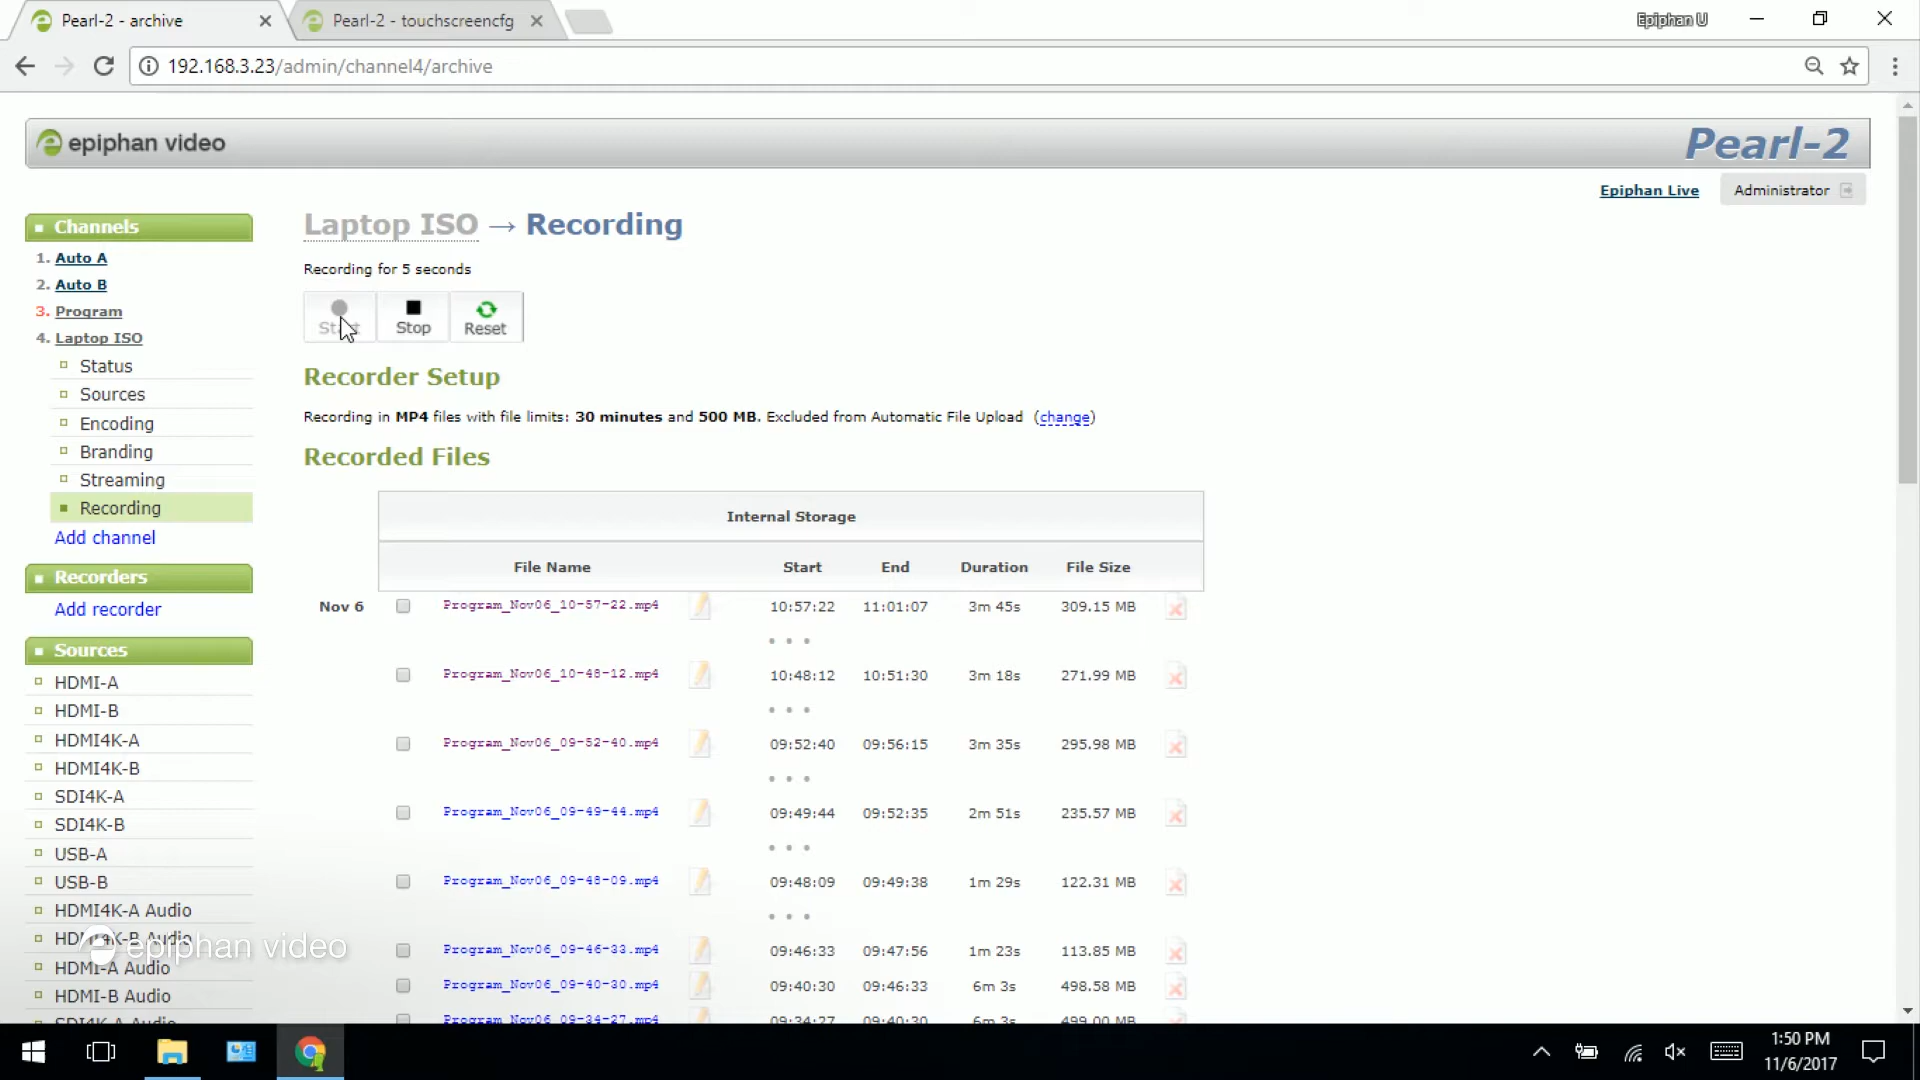 Pearl-2 - archive
Pearl-2 - touchscreencfg
Epiphan U
192.168.3.23/admin/channel4/archive
epiphan video
Pearl-2
Epiphan Live
Administrator
Channels
1. Auto A
2. Auto B
3. Program
4. Laptop ISO
Status
Sources
Encoding
Branding
Streaming
Recording
Add channel
Recorders
Add recorder
Sources
HDMI-A
HDMI-B
HDMI4K-A
HDMI4K-B
SDI4K-A
SDI4K-B
USB-A
USB-B
HDMI4K-A Audio
HDMI4K-B Audio
HDMI-A Audio
HDMI-B Audio
SDI4K-A Audio
epiphan video
Laptop ISO → Recording
Recording for 5 seconds
Start
Stop
Reset
Recorder Setup
Recording in MP4 files with file limits: 30 minutes and 500 MB. Excluded from Automatic File Upload (change)
Recorded Files
Internal Storage
File Name Start End Duration File Size
Nov 6 Program_Nov06_10-57-22.mp4 10:57:22 11:01:07 3m 45s 309.15 MB
• • •
Program_Nov06_10-48-12.mp4 10:48:12 10:51:30 3m 18s 271.99 MB
• • •
Program_Nov06_09-52-40.mp4 09:52:40 09:56:15 3m 35s 295.98 MB
• • •
Program_Nov06_09-49-44.mp4 09:49:44 09:52:35 2m 51s 235.57 MB
• • •
Program_Nov06_09-48-09.mp4 09:48:09 09:49:38 1m 29s 122.31 MB
• • •
Program_Nov06_09-46-33.mp4 09:46:33 09:47:56 1m 23s 113.85 MB
Program_Nov06_09-40-30.mp4 09:40:30 09:46:33 6m 3s 498.58 MB
Program_Nov06_09-34-27.mp4 09:34:27 09:40:30 6m 3s 499.00 MB
1:50 PM
11/6/2017